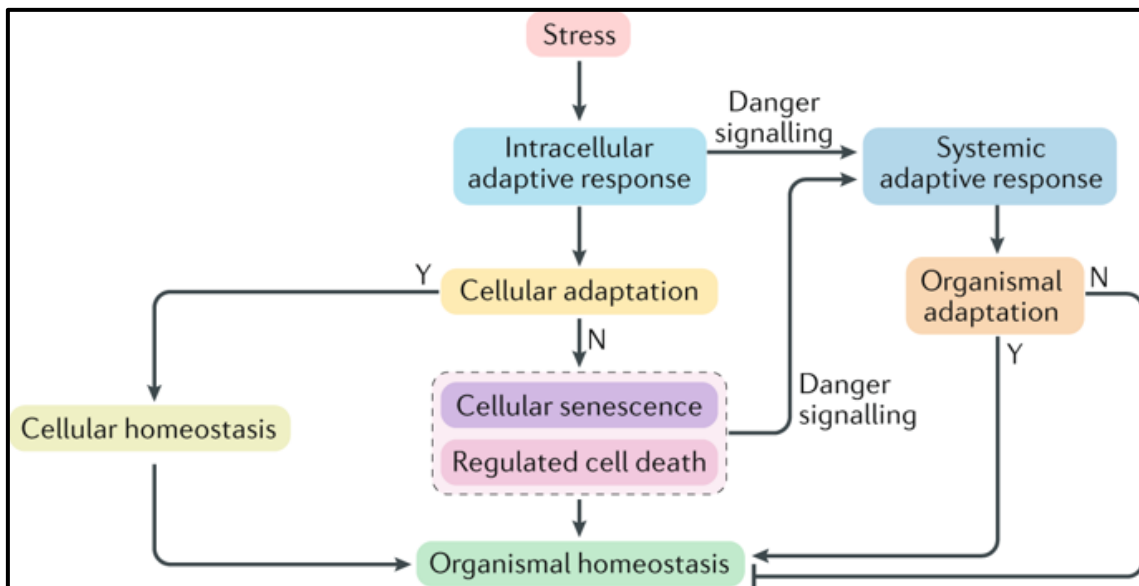 Stress
Danger
signalling
Intracellular
adaptive response
Systemic
adaptive response
Y
Cellular adaptation
Organismal
adaptation
N
N
Y
Cellular senescence
Danger
signalling
Cellular homeostasis
Regulated cell death
Organismal homeostasis